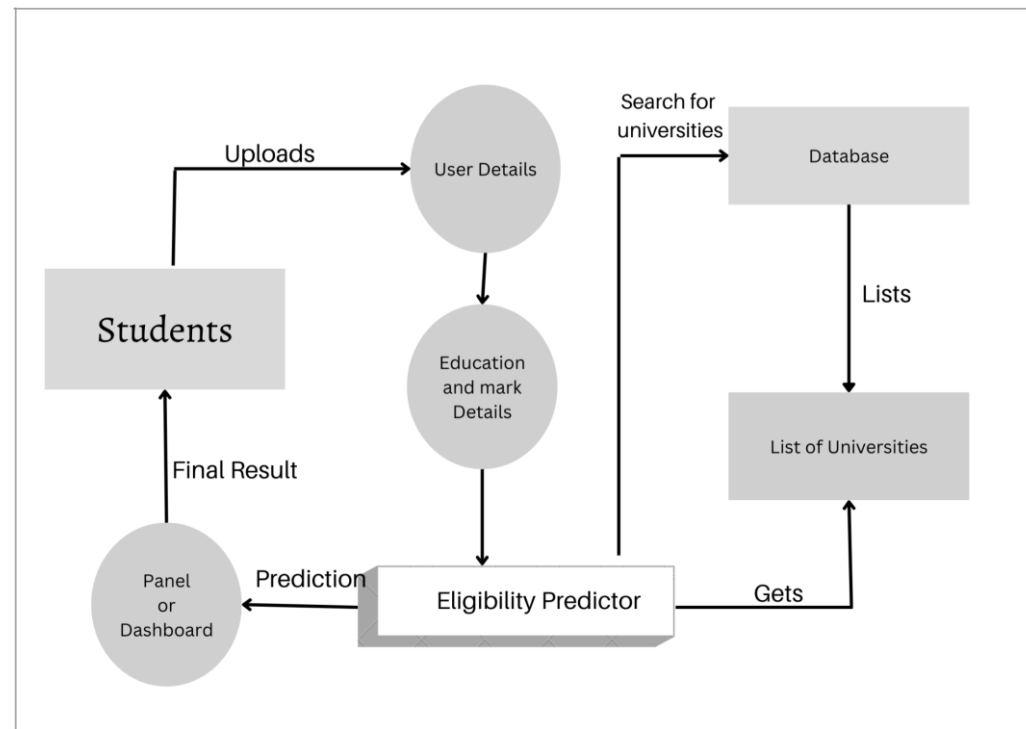 Search for
universities
Database
Uploads
User Details
Lists
Students
Education
and mark
Details
List of Universities
Final Result
Panel
or
Dashboard
Prediction
Eligibility Predictor
Gets